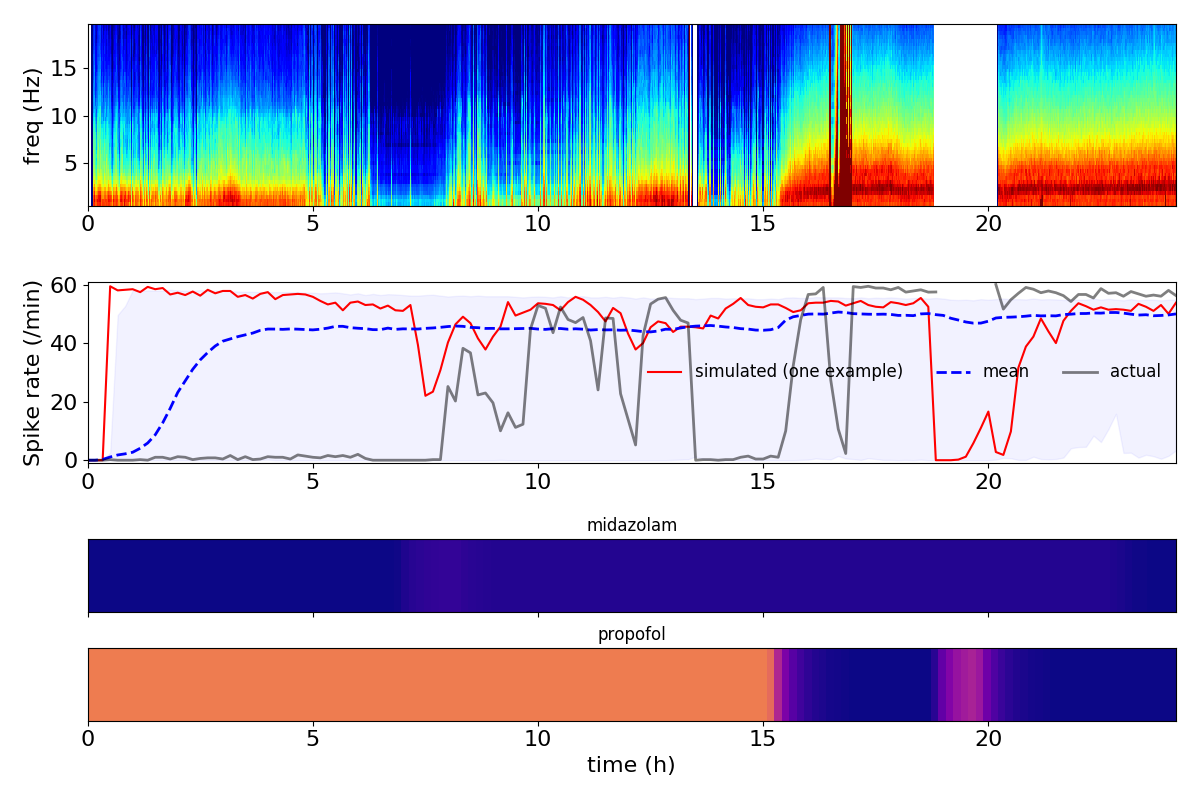 freq (Hz)
15
10
5
0 5 10 15 20
Spike rate (/min)
60
40
20
0
simulated (one example) mean actual
0 5 10 15 20
midazolam
propofol
0 5 10 15 20
time (h)